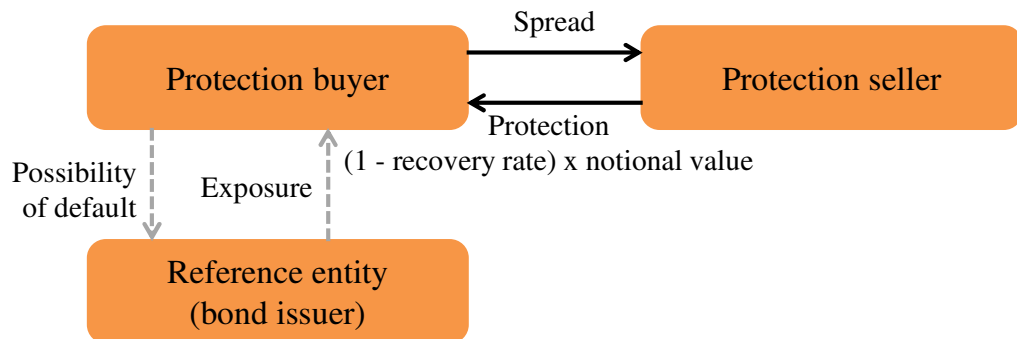 Spread
Protection buyer
Protection seller
Protection
(1 - recovery rate) x notional value
Possibility
of default
Exposure
Reference entity
(bond issuer)